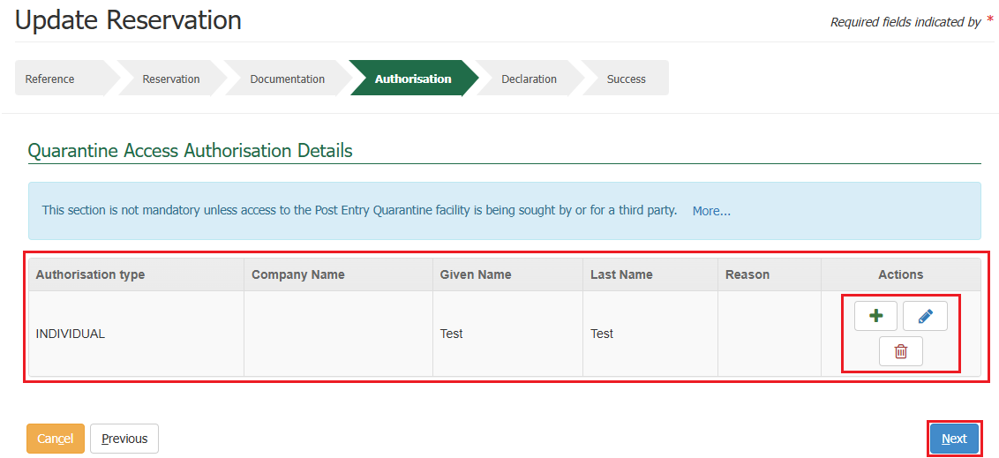 Update Reservation
Required fields indicated by *
Reference Reservation Documentation Authorisation Declaration Success
Quarantine Access Authorisation Details
This section is not mandatory unless access to the Post Entry Quarantine facility is being sought by or for a third party. More...
Authorisation type Company Name Given Name Last Name Reason Actions
INDIVIDUAL Test Test
Cancel Previous Next